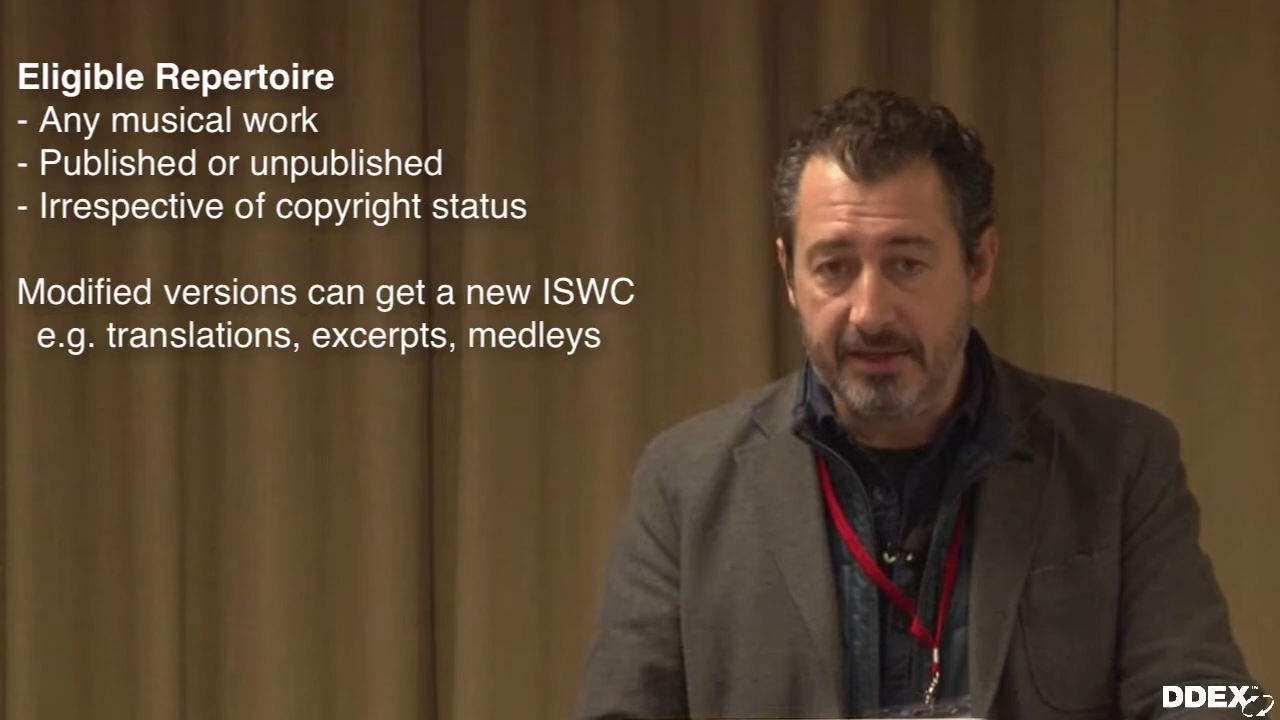 Eligible Repertoire
- Any musical work
- Published or unpublished
- Irrespective of copyright status
Modified versions can get a new ISWC
e.g. translations, excerpts, medleys
DDEX